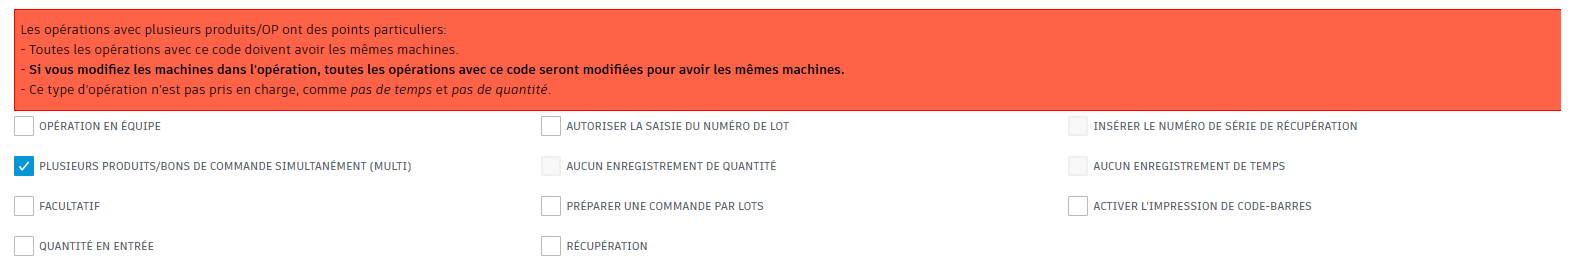 Les opérations avec plusieurs produits/OP ont des points particuliers:
- Toutes les opérations avec ce code doivent avoir les mêmes machines.
- Si vous modifiez les machines dans l'opération, toutes les opérations avec ce code seront modifiées pour avoir les mêmes machines.
- Ce type d'opération n'est pas pris en charge, comme pas de temps et pas de quantité.
OPÉRATION EN ÉQUIPE
AUTORISER LA SAISIE DU NUMÉRO DE LOT
INSÉRER LE NUMÉRO DE SÉRIE DE RÉCUPÉRATION
PLUSIEURS PRODUITS/BONS DE COMMANDE SIMULTANÉMENT (MULTI)
AUCUN ENREGISTREMENT DE QUANTITÉ
AUCUN ENREGISTREMENT DE TEMPS
FACULTATIF
PRÉPARER UNE COMMANDE PAR LOTS
ACTIVER L'IMPRESSION DE CODE-BARRES
QUANTITÉ EN ENTRÉE
RÉCUPÉRATION